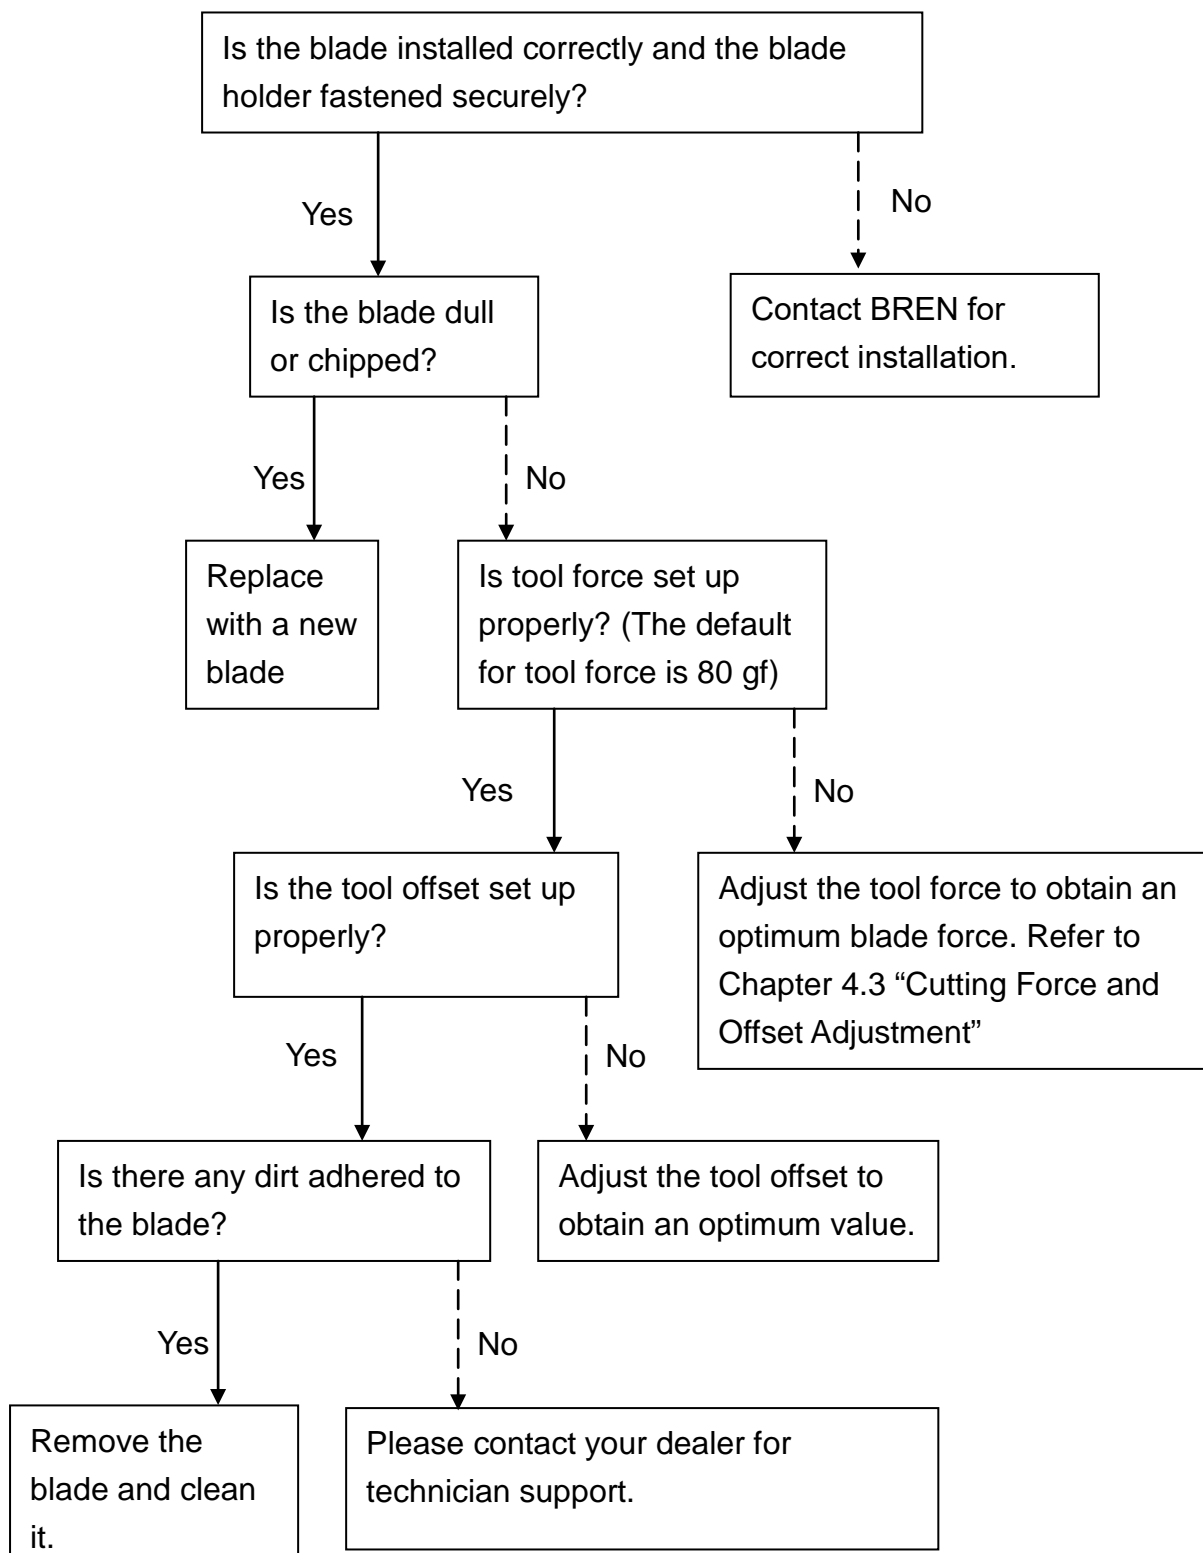 Is the blade installed correctly and the blade
holder fastened securely?
Yes
No
Is the blade dull
or chipped?
Contact BREN for
correct installation.
Yes
No
Replace
with a new
blade
Is tool force set up
properly? (The default
for tool force is 80 gf)
Yes
No
Is the tool offset set up
properly?
Adjust the tool force to obtain an
optimum blade force. Refer to
Chapter 4.3 “Cutting Force and
Offset Adjustment”
Yes
No
Is there any dirt adhered to
the blade?
Adjust the tool offset to
obtain an optimum value.
Yes
No
Remove the
blade and clean
it.
Please contact your dealer for
technician support.